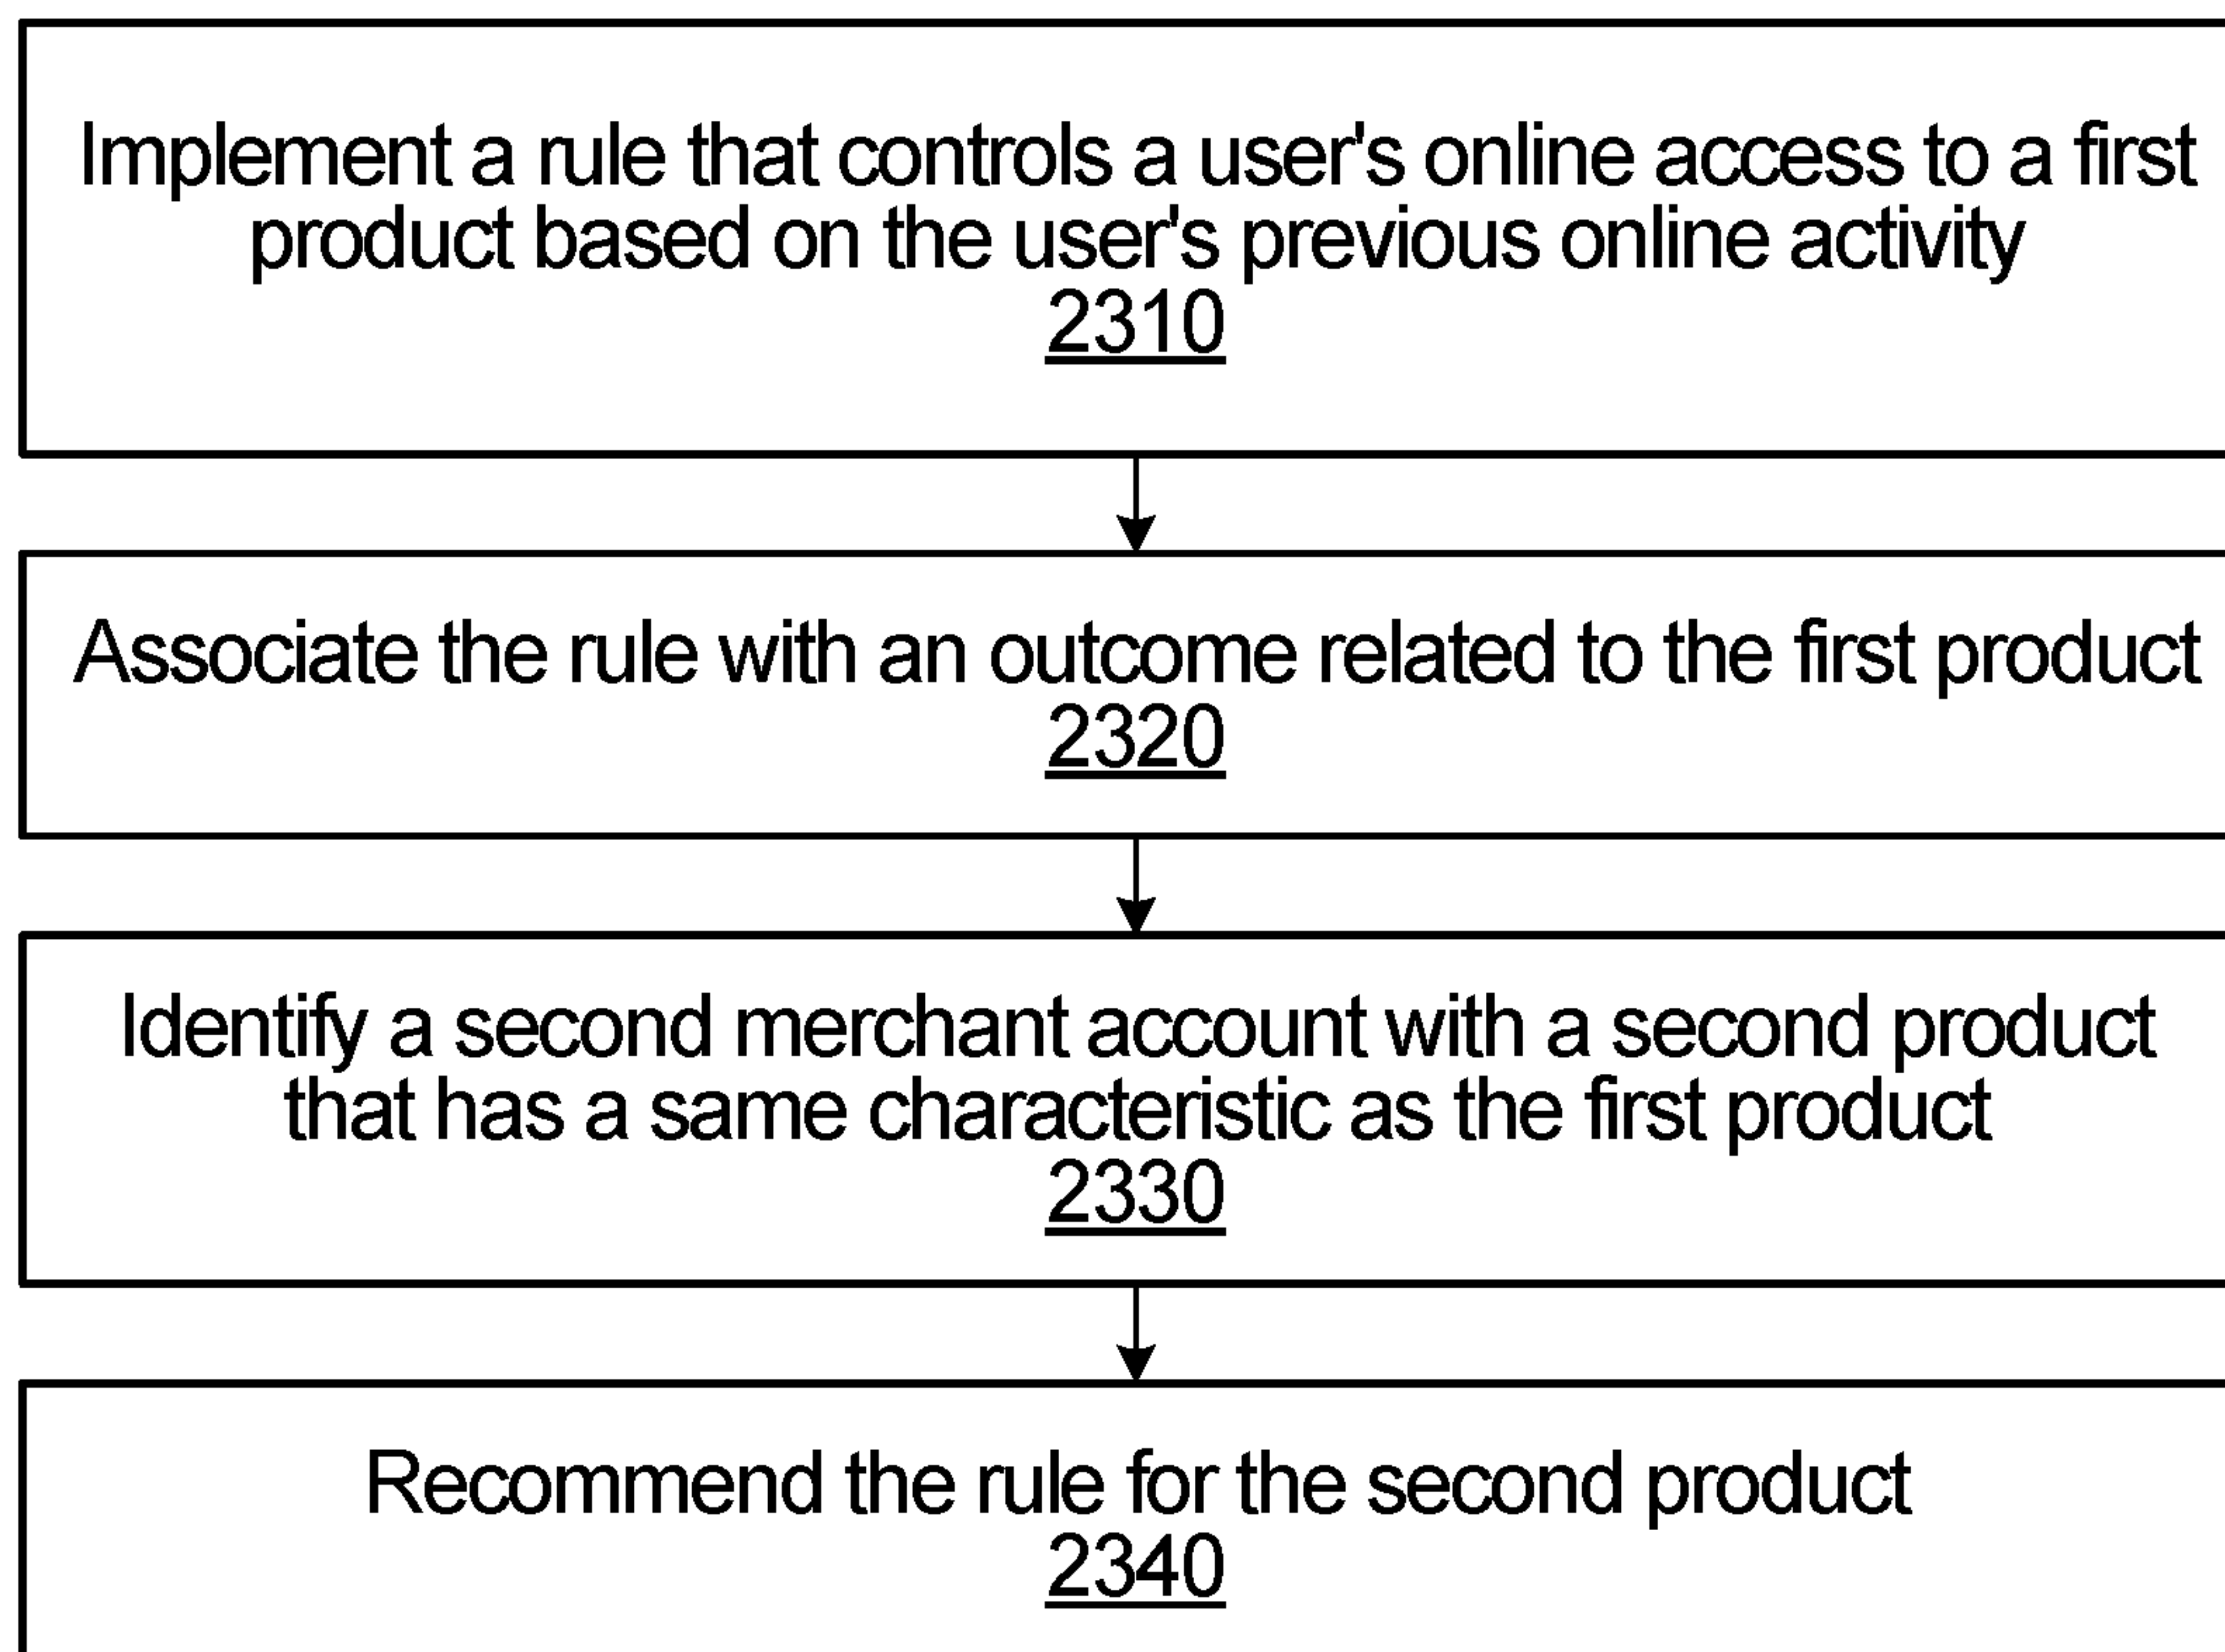 Implement a rule that controls a user's online access to a first
product based on the user's previous online activity
2310
Associate the rule with an outcome related to the first product
2320
Identify a second merchant account with a second product
that has a same characteristic as the first product
2330
Recommend the rule for the second product
2340